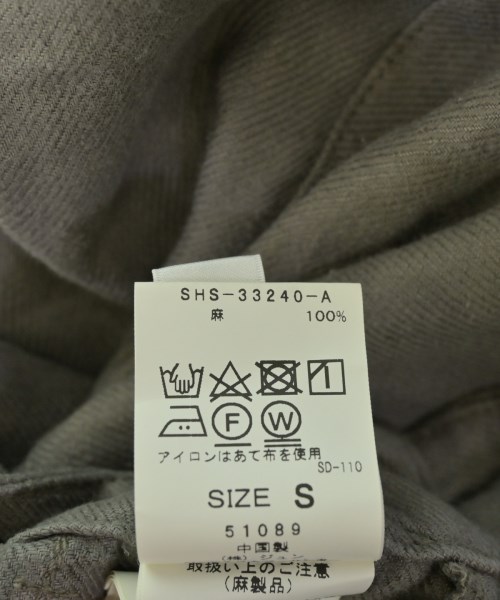 SHS-33240-A
麻 100%
F W
アイロンはあて布を使用
SD-110
SIZE S
51089
中国製
取扱い上のご注意
(麻製品)